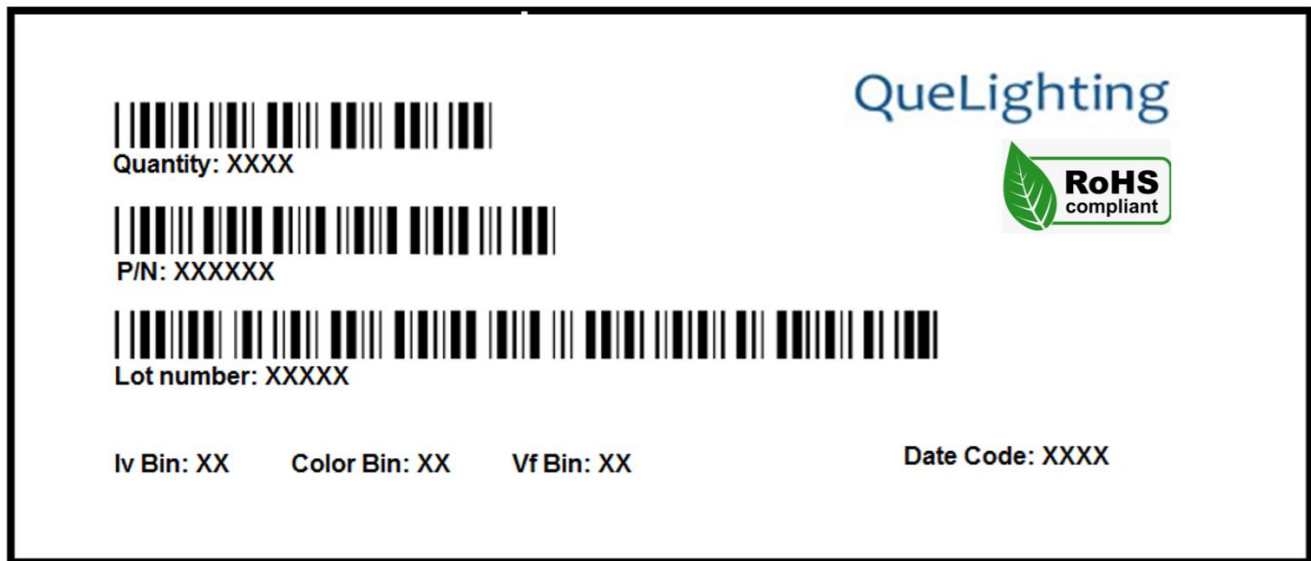 QueLighting
Quantity: XXXX
RoHS
compliant
P/N: XXXXXX
Lot number: XXXXX
Iv Bin: XX Color Bin: XX Vf Bin: XX Date Code: XXXX